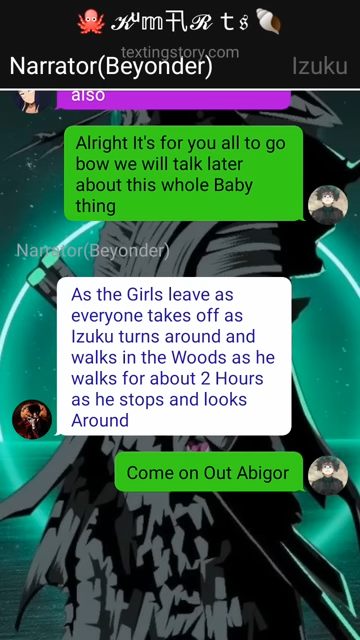 🐙 𝓚ᵘ𝕞卂𝓡 𝚝𝖘 🐚
textingstory.com
Narrator(Beyonder) Izuku
also
Alright It's for you all to go
bow we will talk later
about this whole Baby
thing
Narrator(Beyonder)
As the Girls leave as
everyone takes off as
Izuku turns around and
walks in the Woods as he
walks for about 2 Hours
as he stops and looks
Around
Come on Out Abigor